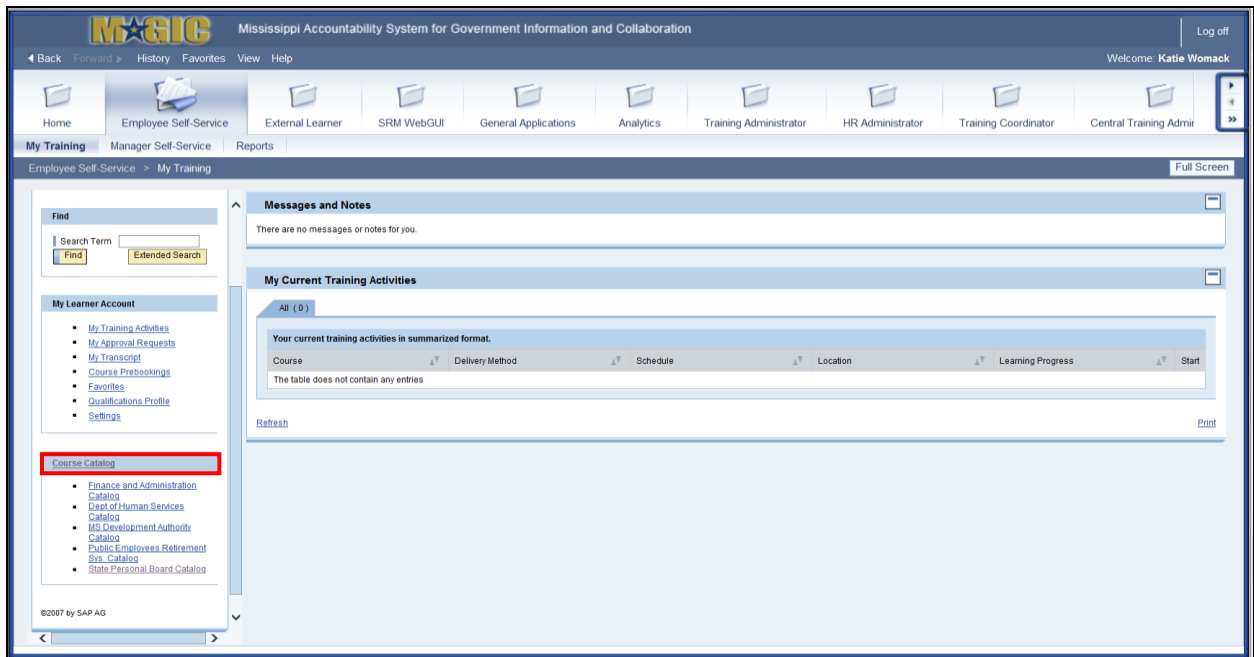 MAGIC Mississippi Accountability System for Government Information and Collaboration
Log off
Back Forward History Favorites View Help
Welcome: Katie Womack
Home Employee Self-Service External Learner SRM WebGUI General Applications Analytics Training Administrator HR Administrator Training Coordinator Central Training Admir
My Training Manager Self-Service Reports
Employee Self-Service > My Training
Full Screen
Find
Search Term
Find Extended Search
My Learner Account
My Training Activities
My Approval Requests
My Transcript
Course Prebookings
Favorites
Qualifications Profile
Settings
Course Catalog
Finance and Administration
Catalog
Dept of Human Services
Catalog
MS Development Authority
Catalog
Public Employees Retirement
Sys. Catalog
State Personal Board Catalog
©2007 by SAP AG
Messages and Notes
There are no messages or notes for you.
My Current Training Activities
All ( 0 )
Your current training activities in summarized format.
Course Delivery Method Schedule Location Learning Progress Start
The table does not contain any entries
Refresh Print